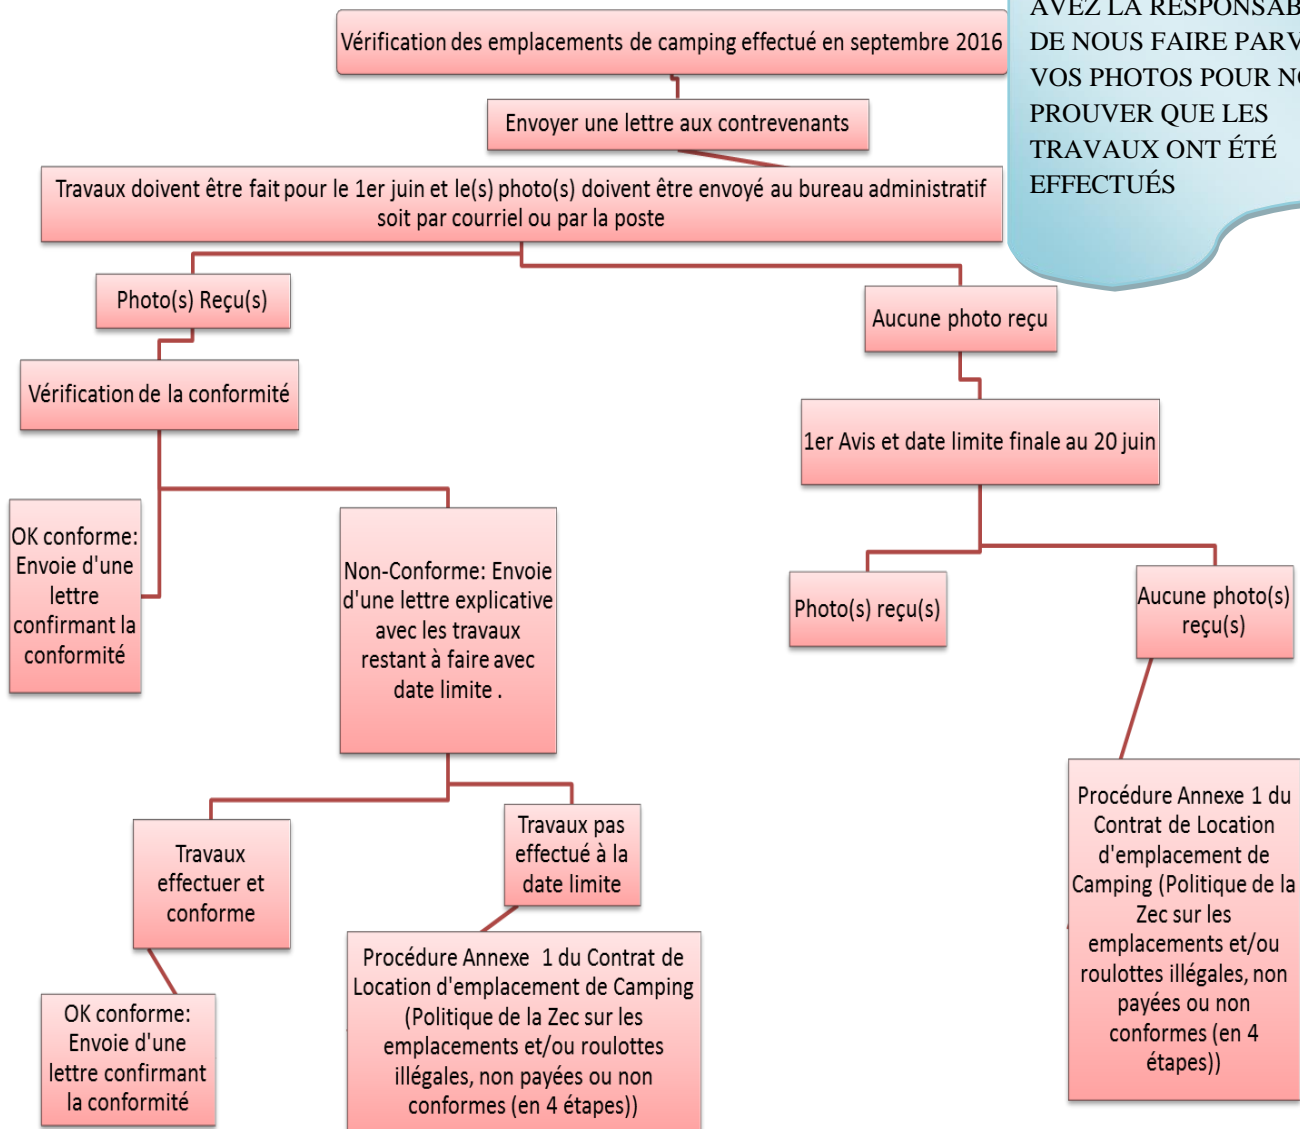 Vérification des emplacements de camping effectué en septembre 2016
Envoyer une lettre aux contrevenants
Travaux doivent être fait pour le 1er juin et le(s) photo(s) doivent être envoyé au bureau administratif
soit par courriel ou par la poste
AVEZ LA
DE NOUS FAIRE
VOS PHOTOS POUR
PROUVER QUE LES
TRAVAUX ONT ÉTÉ
EFFECTUÉS
Photo(s) Reçu(s)
Aucune photo reçu
Vérification de la conformité
1er Avis et date limite finale au 20 juin
OK conforme:
Envoie d'une
lettre
confirmant la
conformité
Non-Conforme: Envoie
d'une lettre explicative
avec les travaux
restant à faire avec
date limite .
Photo(s) reçu(s)
Aucune photo(s)
reçu(s)
Travaux
effectuer et
conforme
Travaux pas
effectué à la
date limite
Procédure Annexe 1 du
Contrat de Location
d'emplacement de
Camping (Politique de la
Zec sur les
emplacements et/ou
roulottes illégales, non
payées ou non
conformes (en 4
étapes))
OK conforme:
Envoie d'une
lettre confirmant
la conformité
Procédure Annexe 1 du Contrat de
Location d'emplacement de Camping
(Politique de la Zec sur les
emplacements et/ou roulottes
illégales, non payées ou non
conformes (en 4 étapes))